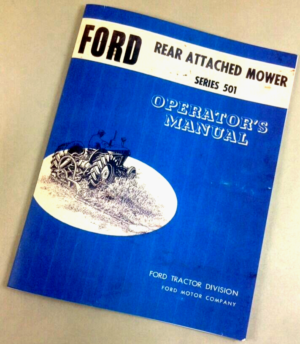 FORD
REAR ATTACHED MOWER
SERIES 501
OPERATOR'S
MANUAL
FORD TRACTOR DIVISION
FORD MOTOR COMPANY